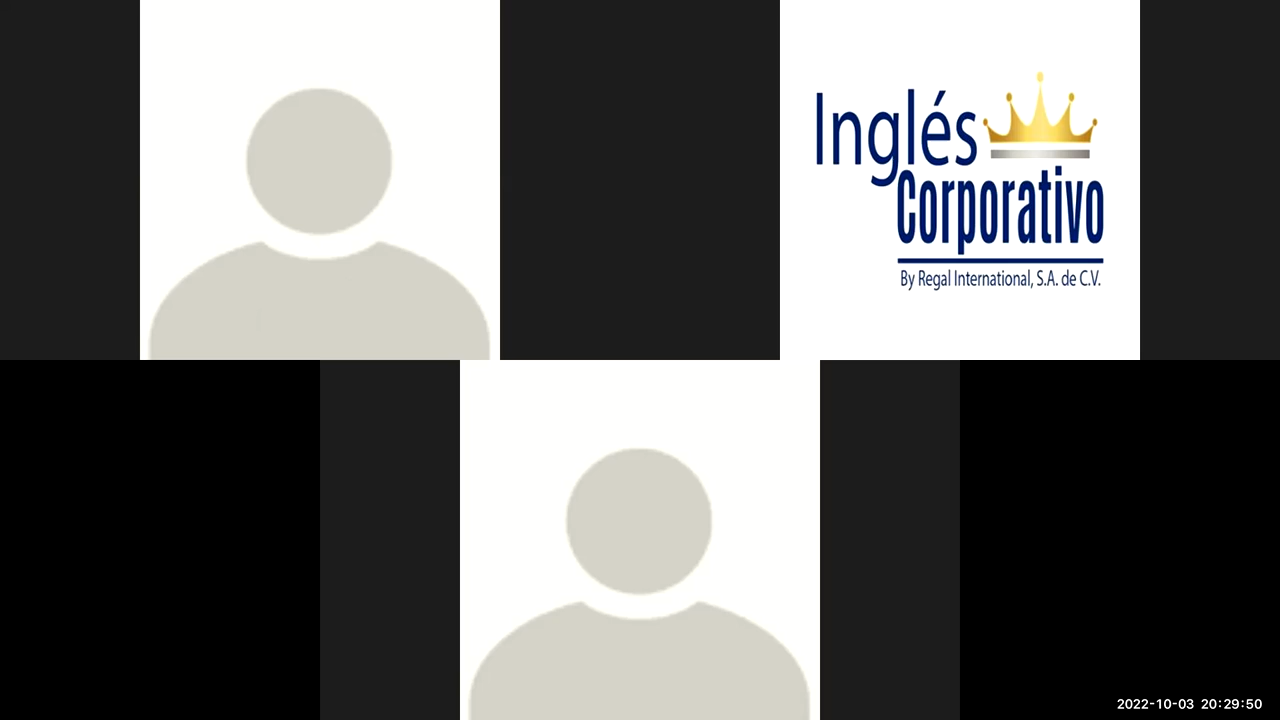 Inglés
Corporativo
By Regal International, S.A. de C.V.
2022-10-03 20:29:50